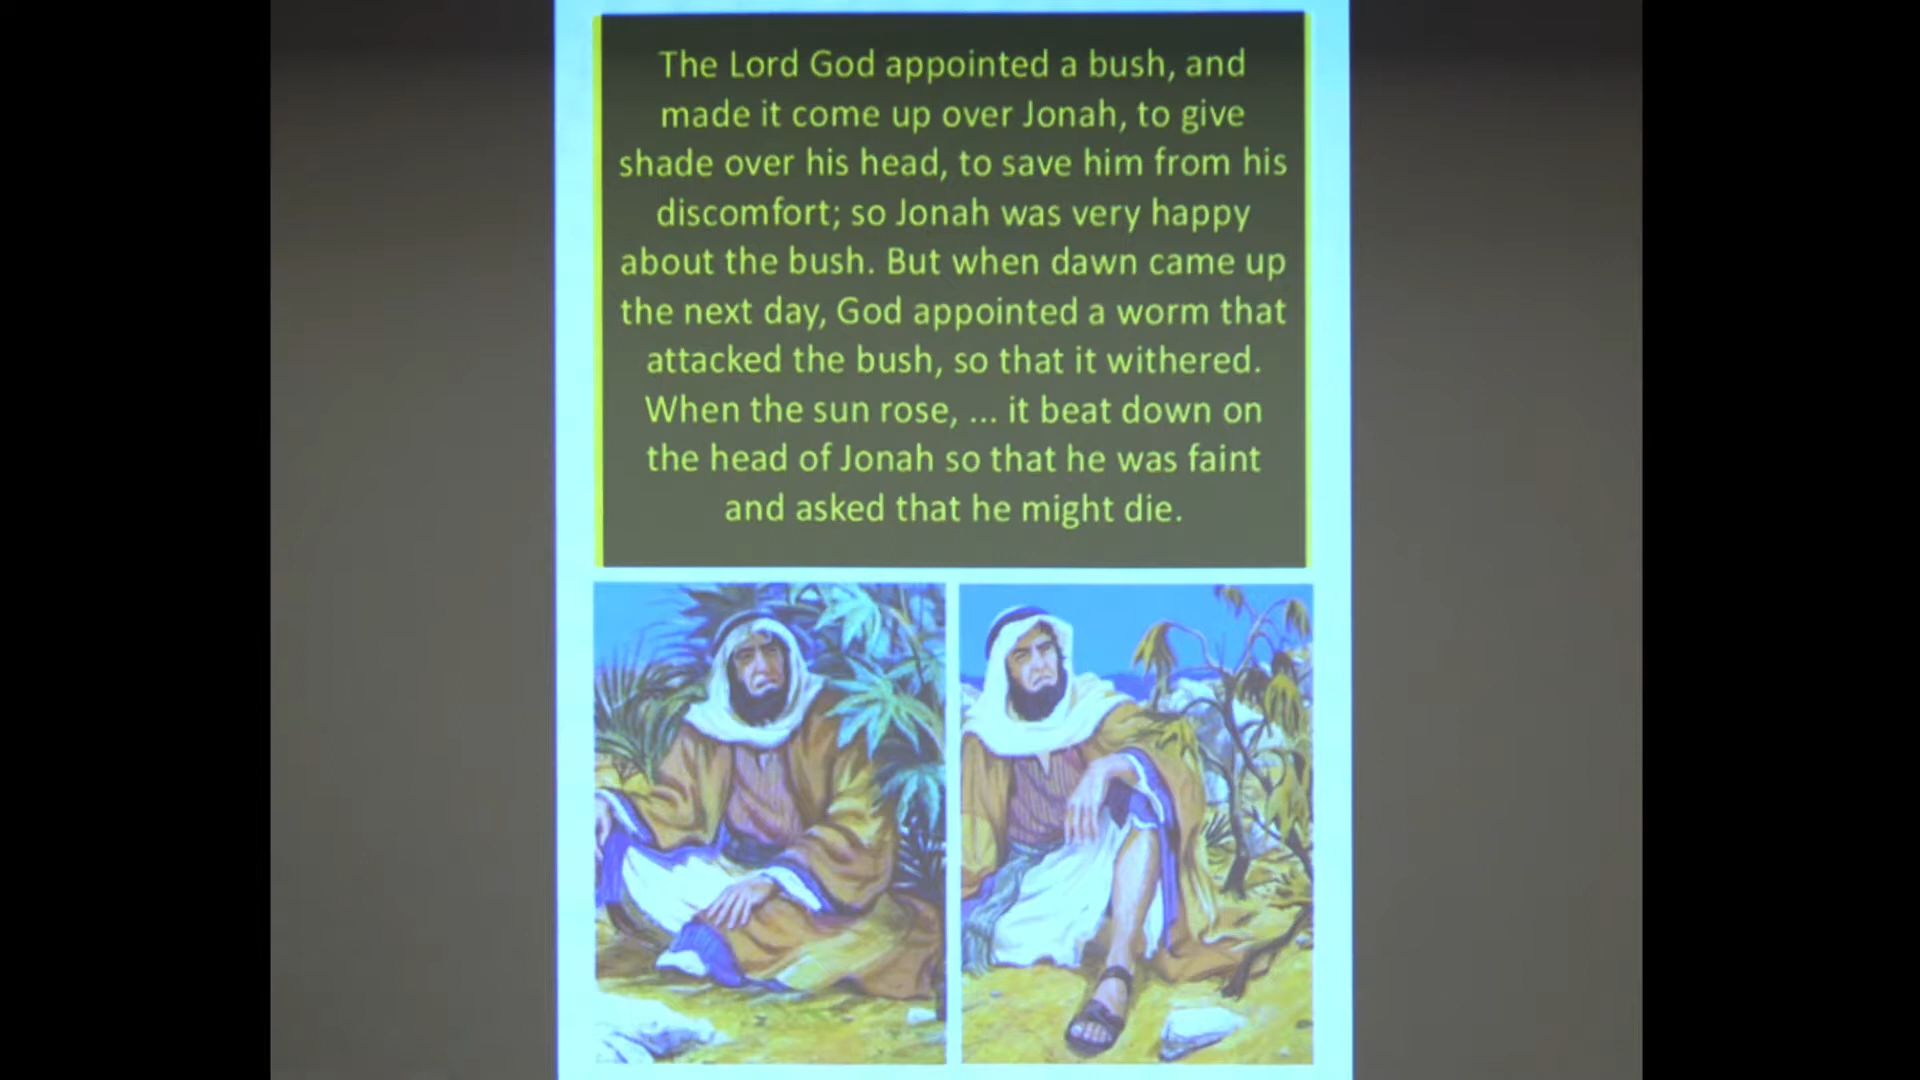 The Lord God appointed a bush, and
made it come up over Jonah, to give
shade over his head, to save him from his
discomfort; so Jonah was very happy
about the bush. But when dawn came up
the next day, God appointed a worm that
attacked the bush, so that it withered.
When the sun rose, ... it beat down on
the head of Jonah so that he was faint
and asked that he might die.